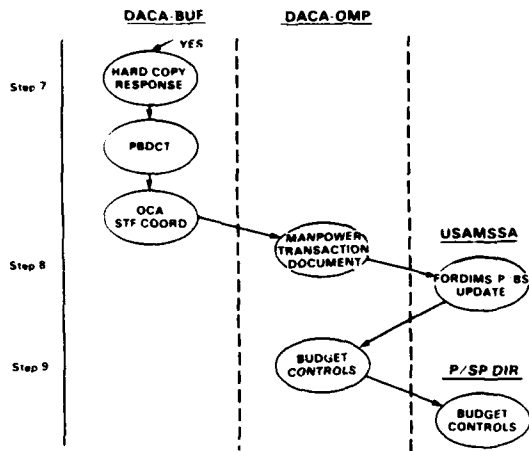 DACA-BUF
DACA-OMP
YES
Step 7
HARD COPY
RESPONSE
PBDCT
OCA
STF COORD
MANPOWER
TRANSACTION
DOCUMENT
USAMSSA
Step 8
FORDIMS P BS
UPDATE
Step 9
BUDGET
CONTROLS
P/SP DIR
BUDGET
CONTROLS